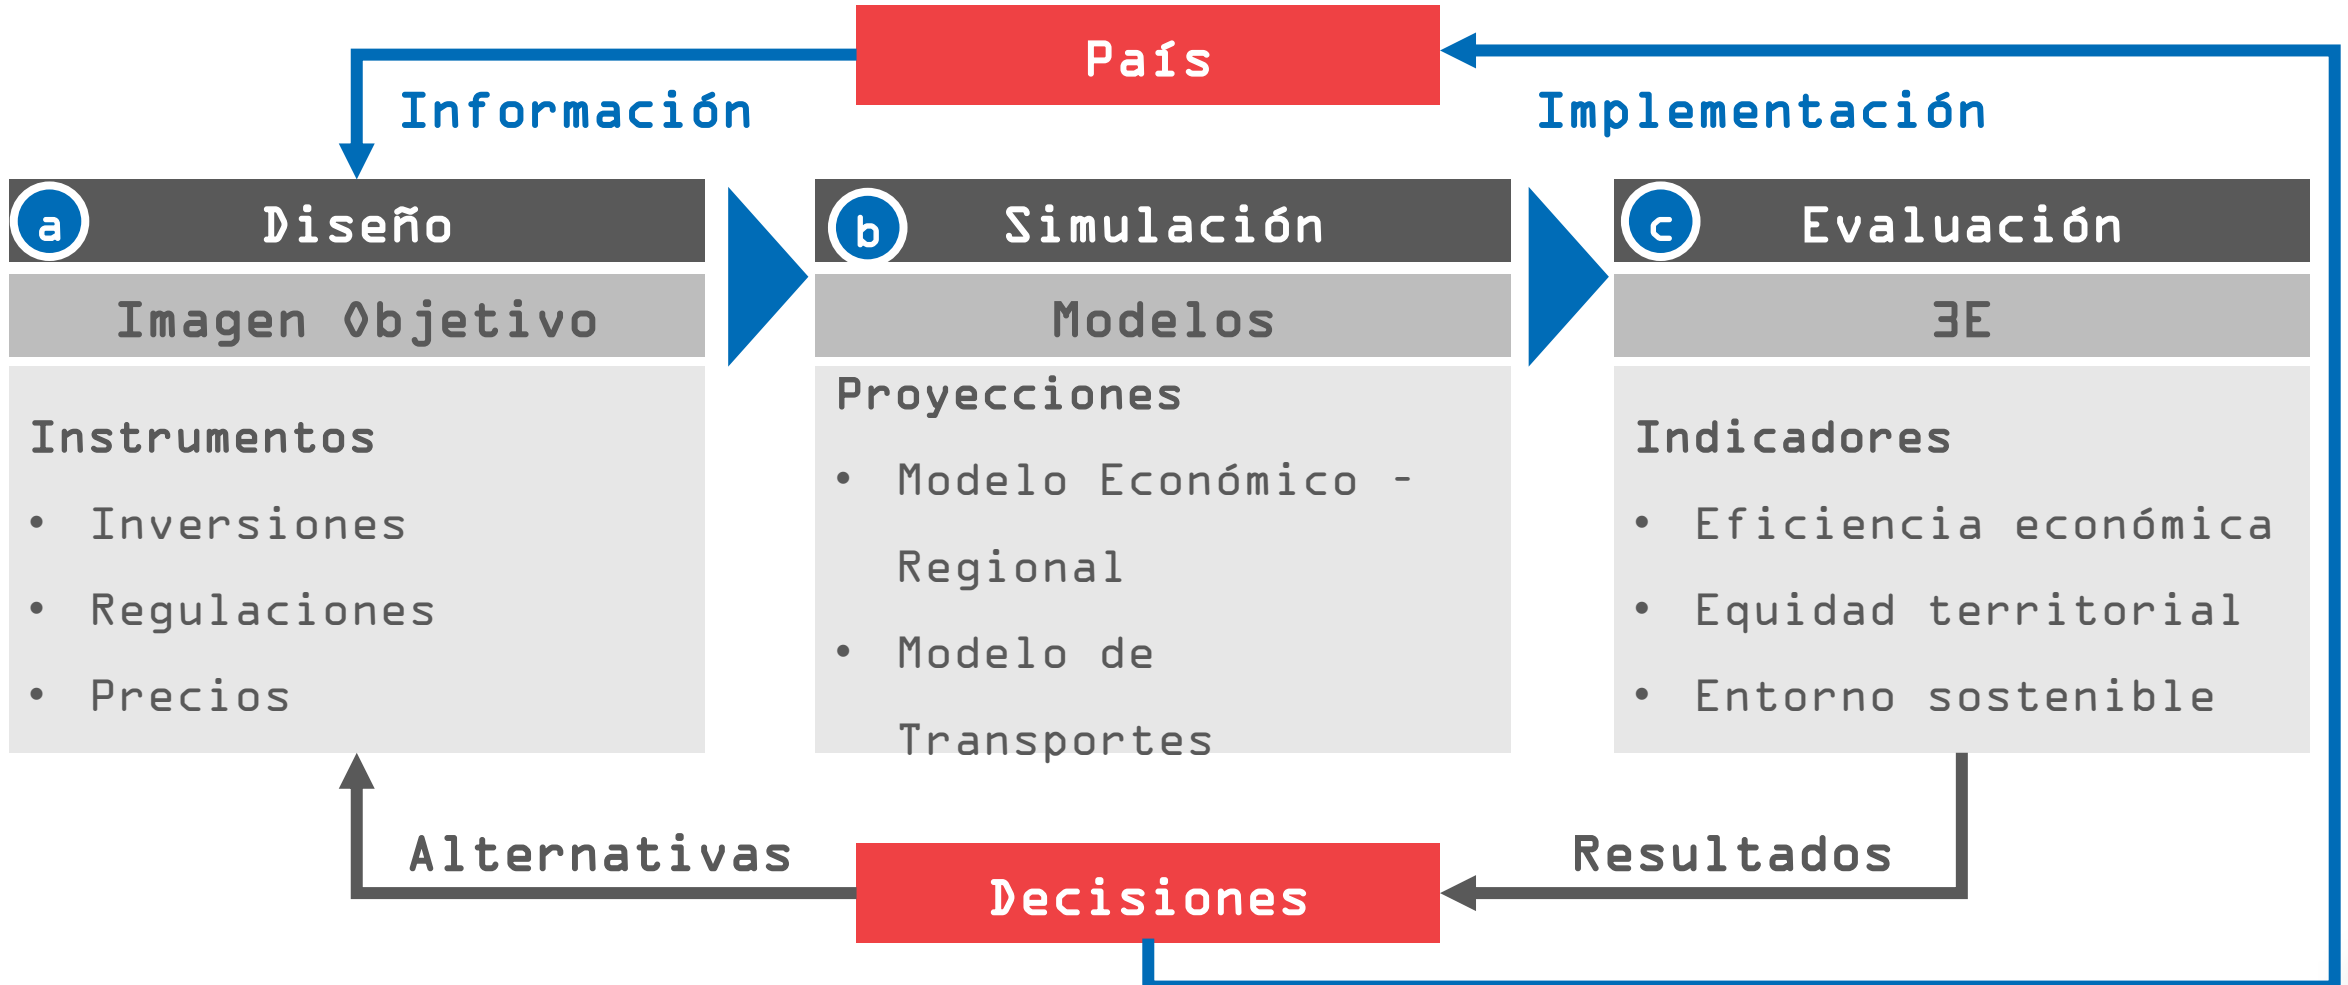 País
Información
Implementación
a
Diseño
Imagen Objetivo
Instrumentos
• Inversiones
• Regulaciones
• Precios
b
Simulación
Modelos
Proyecciones
• Modelo Económico -
Regional
• Modelo de
Transportes
c
Evaluación
3E
Indicadores
• Eficiencia económica
• Equidad territorial
• Entorno sostenible
Alternativas
Decisiones
Resultados